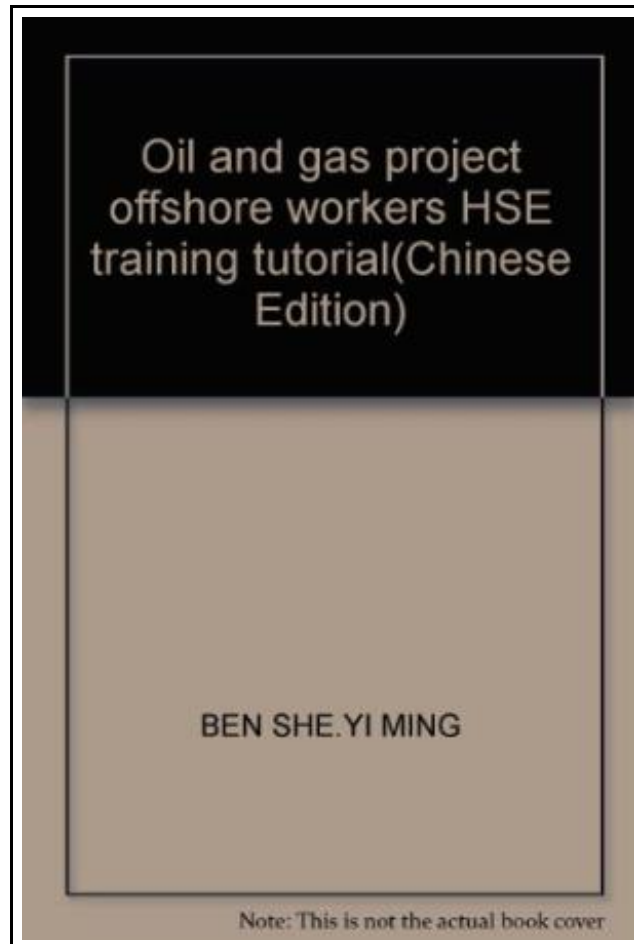 Oil and gas project
offshore workers HSE
training tutorial(Chinese
Edition)
BEN SHE.YI MING
Note: This is not the actual book cover